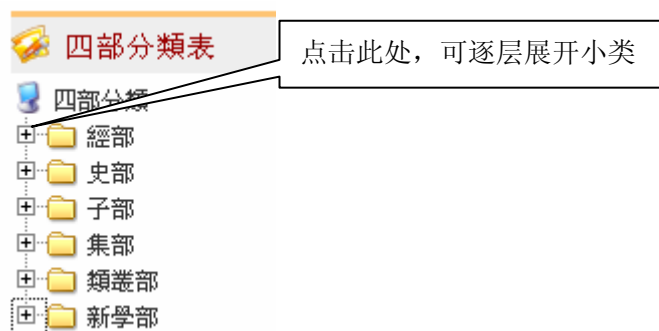 四部分類表
点击此处，可逐层展开小类
四部分類
經部
史部
子部
集部
類叢部
新學部